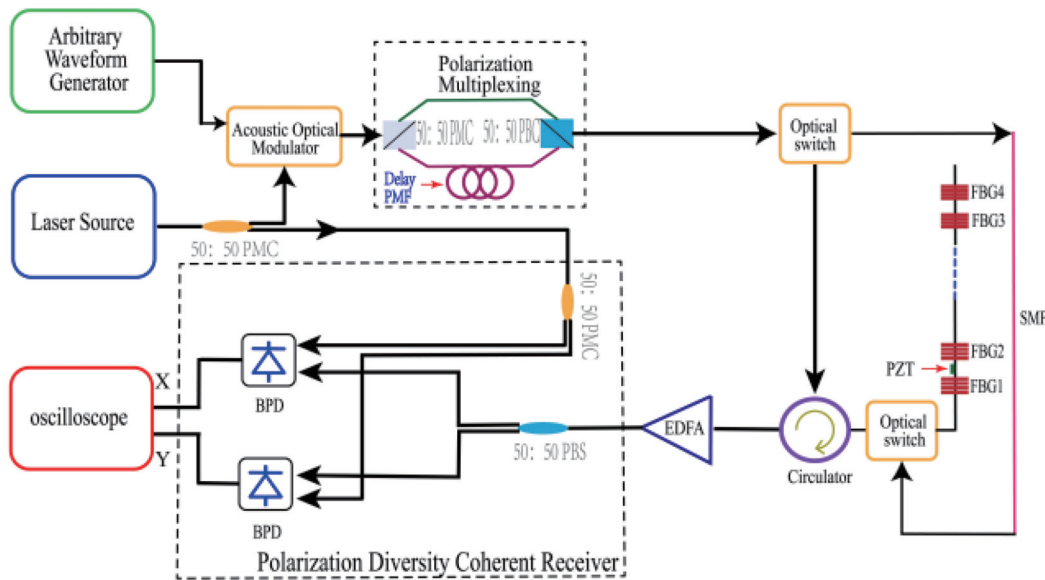 Arbitrary
Waveform
Generator
Polarization
Multiplexing
50: 50 PMC
50: 50 PBC
Delay
PMF
Acoustic Optical
Modulator
Optical
switch
Laser Source
50: 50 PMC
50: 50 PMC
FBG4
FBG3
SMF
FBG2
PZT
FBG1
oscilloscope
X
Y
BPD
BPD
50: 50 PBS
EDFA
Circulator
Optical
switch
Polarization Diversity Coherent Receiver